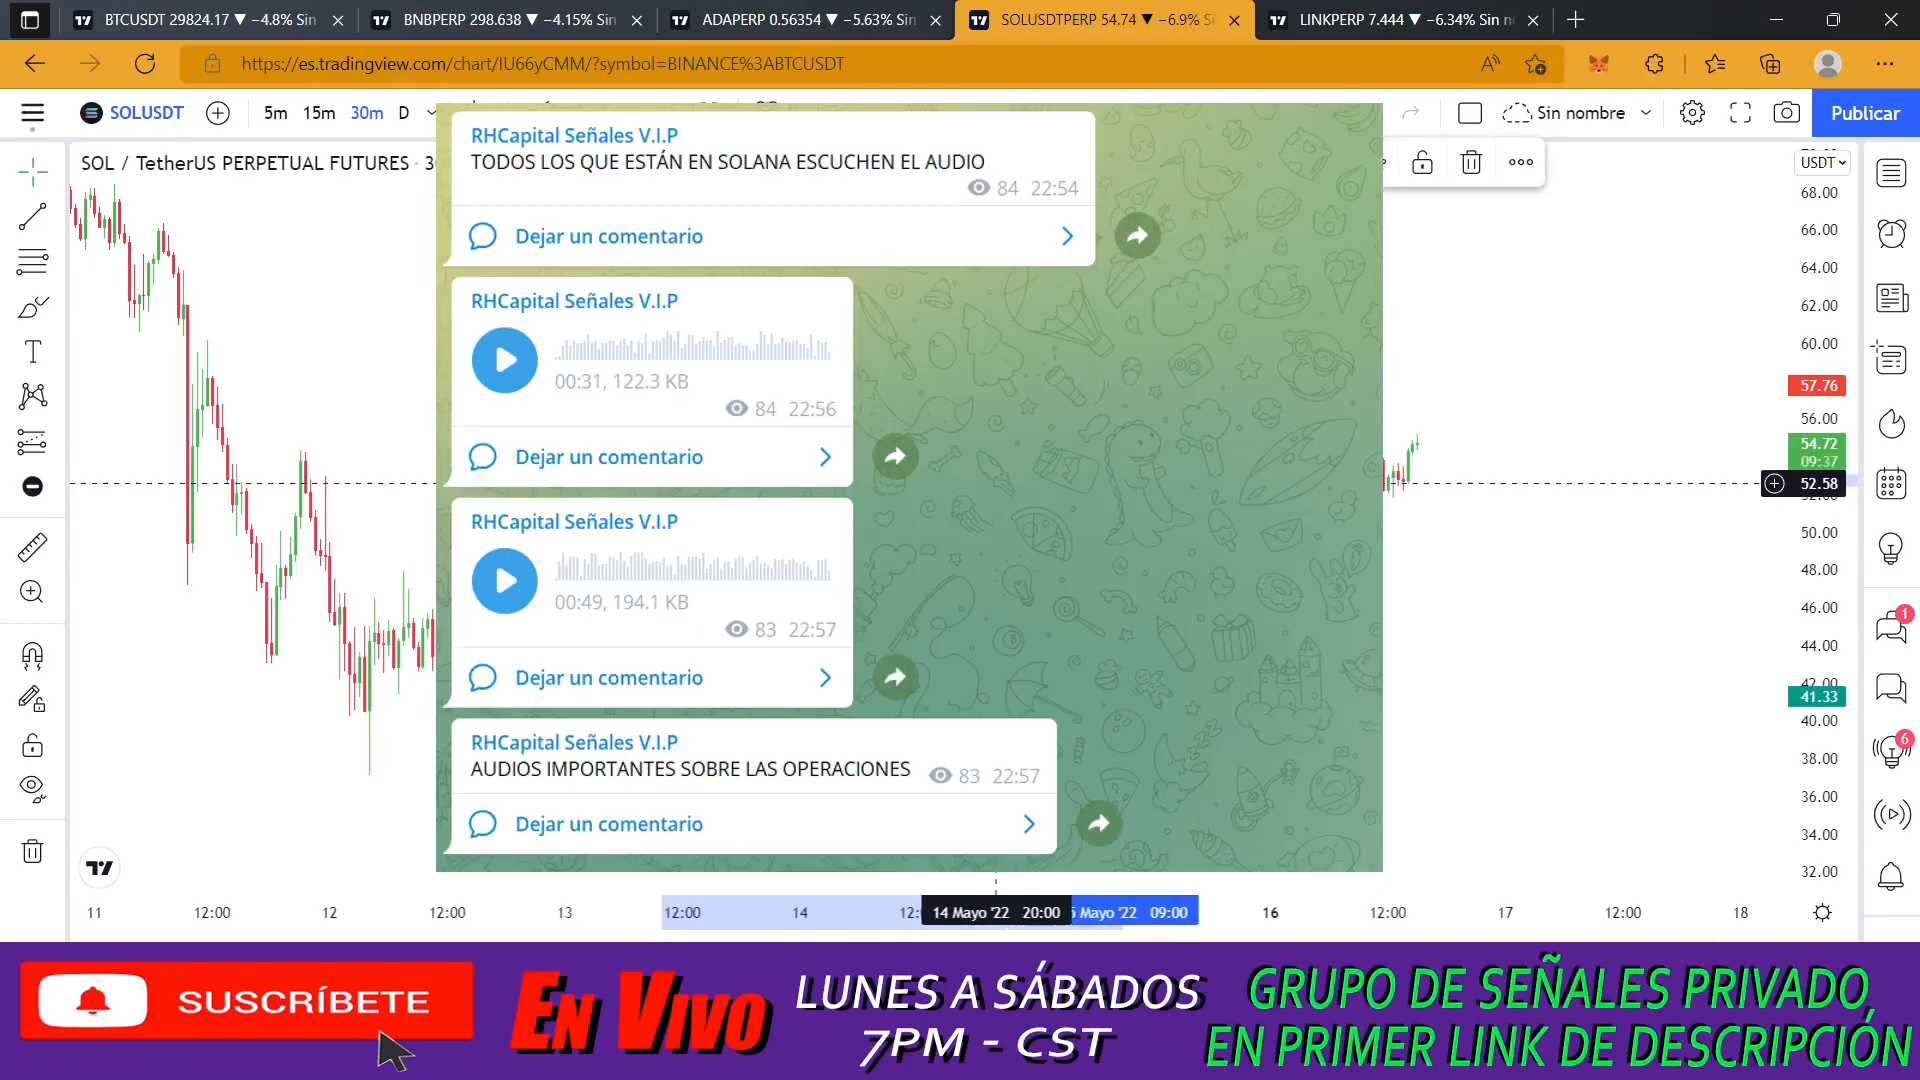 BTCUSDT 29824.17 ▼ −4.8% Sin
BNBPERP 298.638 ▼ −4.15% Sin
ADAPERP 0.56354 ▼ −5.63% Sin
SOLUSDTPERP 54.74 ▼ −6.9% S
LINKPERP 7.444 ▼ −6.34% Sin n
https://es.tradingview.com/chart/IU66yCMM/?symbol=BINANCE%3ABTCUSDT
SOLUSDT
5m 15m 30m D
Sin nombre
Publicar
SOL / TetherUS PERPETUAL FUTURES · 3
USDT
RHCapital Señales V.I.P
TODOS LOS QUE ESTÁN EN SOLANA ESCUCHEN EL AUDIO
84 22:54
Dejar un comentario
RHCapital Señales V.I.P
00:31, 122.3 KB
84 22:56
Dejar un comentario
RHCapital Señales V.I.P
00:49, 194.1 KB
83 22:57
Dejar un comentario
RHCapital Señales V.I.P
AUDIOS IMPORTANTES SOBRE LAS OPERACIONES
83 22:57
Dejar un comentario
68.00
66.00
64.00
62.00
60.00
57.76
56.00
54.72
09:37
52.58
50.00
48.00
46.00
44.00
42.00
41.33
40.00
38.00
36.00
34.00
32.00
1
6
11 12:00 12 12:00 13 12:00 14 12: 14 Mayo '22 20:00 Mayo '22 09:00 16 12:00 17 12:00 18
SUSCRÍBETE
EN VIVO
LUNES A SÁBADOS
7PM - CST
GRUPO DE SEÑALES PRIVADO,
EN PRIMER LINK DE DESCRIPCIÓN